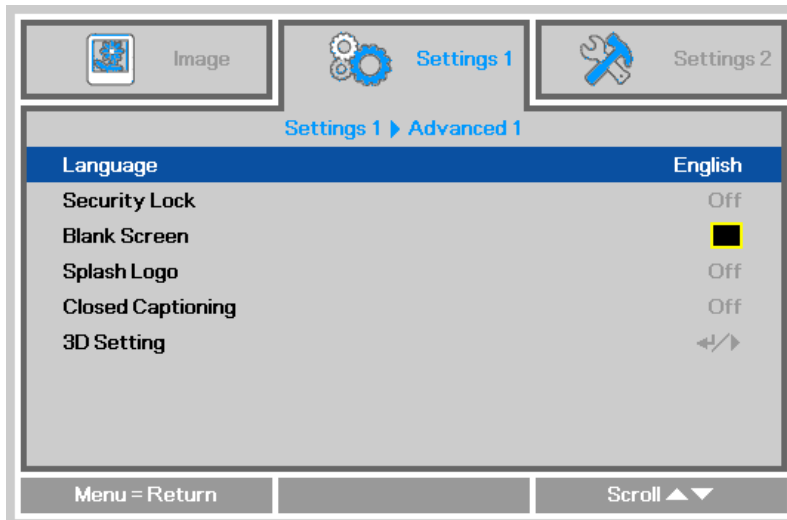 Image
Settings 1
Settings 2
Settings 1 ▶ Advanced 1
Language English
Security Lock Off
Blank Screen
Splash Logo Off
Closed Captioning Off
3D Setting ↵/▶
Menu = Return Scroll ▲▼